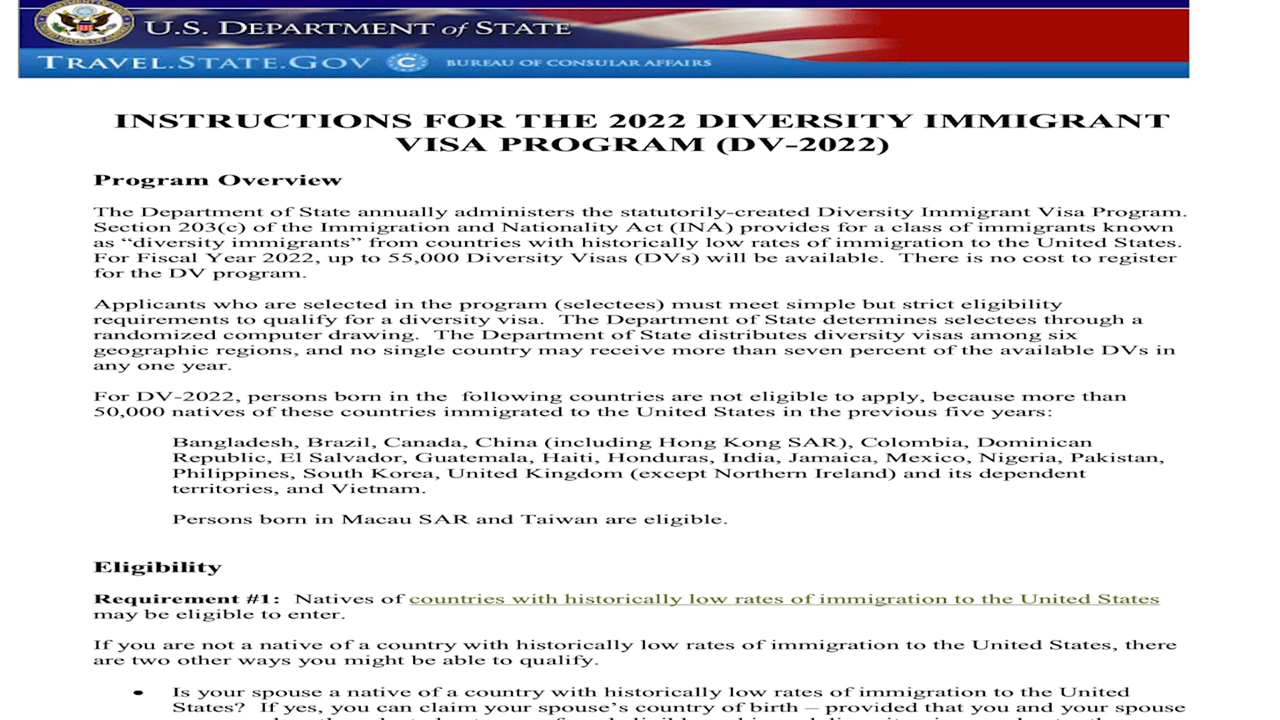 U.S. DEPARTMENT of STATE
TRAVEL.STATE.GOV BUREAU OF CONSULAR AFFAIRS
INSTRUCTIONS FOR THE 2022 DIVERSITY IMMIGRANT
VISA PROGRAM (DV-2022)
Program Overview
The Department of State annually administers the statutorily-created Diversity Immigrant Visa Program.
Section 203(c) of the Immigration and Nationality Act (INA) provides for a class of immigrants known
as “diversity immigrants” from countries with historically low rates of immigration to the United States.
For Fiscal Year 2022, up to 55,000 Diversity Visas (DVs) will be available. There is no cost to register
for the DV program.
Applicants who are selected in the program (selectees) must meet simple but strict eligibility
requirements to qualify for a diversity visa. The Department of State determines selectees through a
randomized computer drawing. The Department of State distributes diversity visas among six
geographic regions, and no single country may receive more than seven percent of the available DVs in
any one year.
For DV-2022, persons born in the following countries are not eligible to apply, because more than
50,000 natives of these countries immigrated to the United States in the previous five years:
Bangladesh, Brazil, Canada, China (including Hong Kong SAR), Colombia, Dominican
Republic, El Salvador, Guatemala, Haiti, Honduras, India, Jamaica, Mexico, Nigeria, Pakistan,
Philippines, South Korea, United Kingdom (except Northern Ireland) and its dependent
territories, and Vietnam.
Persons born in Macau SAR and Taiwan are eligible.
Eligibility
Requirement #1: Natives of countries with historically low rates of immigration to the United States
may be eligible to enter.
If you are not a native of a country with historically low rates of immigration to the United States, there
are two other ways you might be able to qualify.
• Is your spouse a native of a country with historically low rates of immigration to the United
States? If yes, you can claim your spouse’s country of birth – provided that you and your spouse